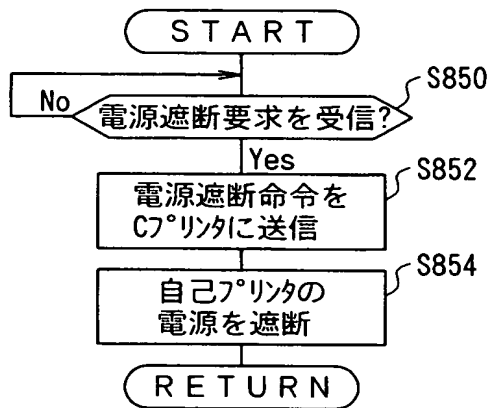 START
S850
No
電源遮断要求を受信?
Yes
S852
電源遮断命令を
Cプリンタに送信
S854
自己プリンタの
電源を遮断
RETURN